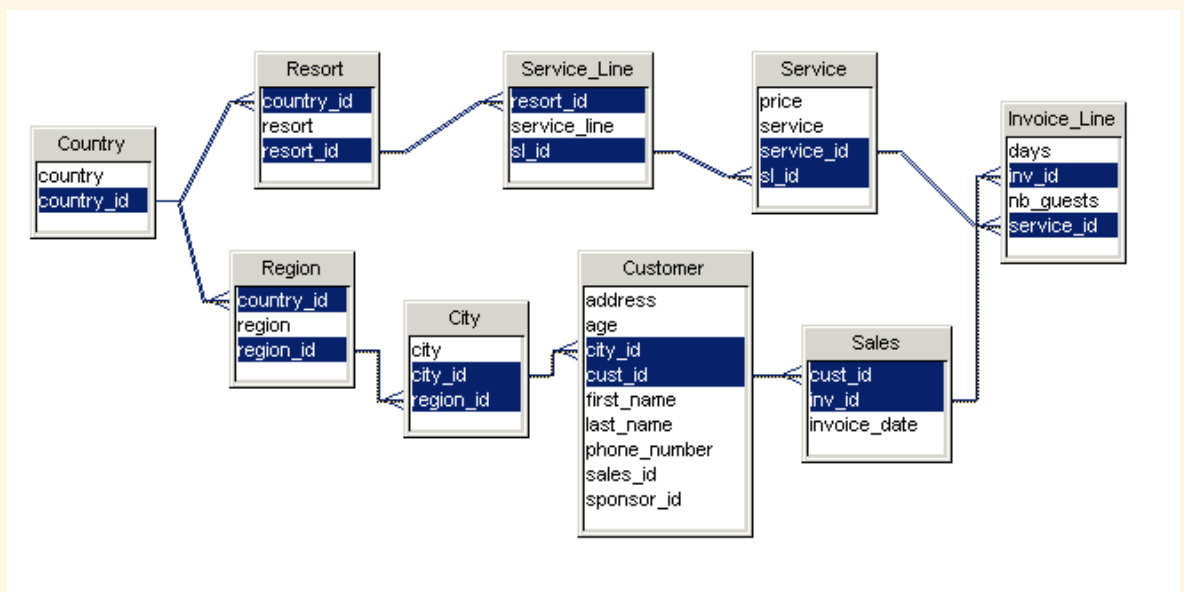 Country
country
country_id
Resort
country_id
resort
resort_id
Service_Line
resort_id
service_line
sl_id
Service
price
service
service_id
sl_id
Invoice_Line
days
inv_id
nb_guests
service_id
Region
country_id
region
region_id
City
city
city_id
region_id
Customer
address
age
city_id
cust_id
first_name
last_name
phone_number
sales_id
sponsor_id
Sales
cust_id
inv_id
invoice_date